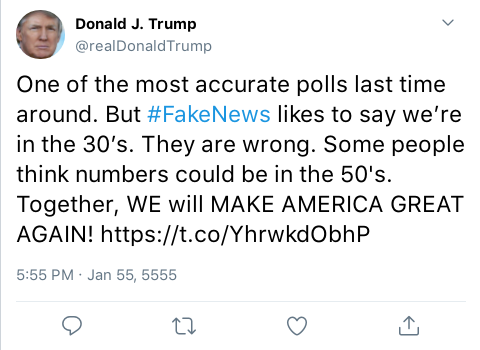 Donald J. Trump
@realDonaldTrump
One of the most accurate polls last time
around. But #FakeNews likes to say we’re
in the 30’s. They are wrong. Some people
think numbers could be in the 50's.
Together, WE will MAKE AMERICA GREAT
AGAIN! https://t.co/YhrwkdObhP
5:55 PM · Jan 55, 5555